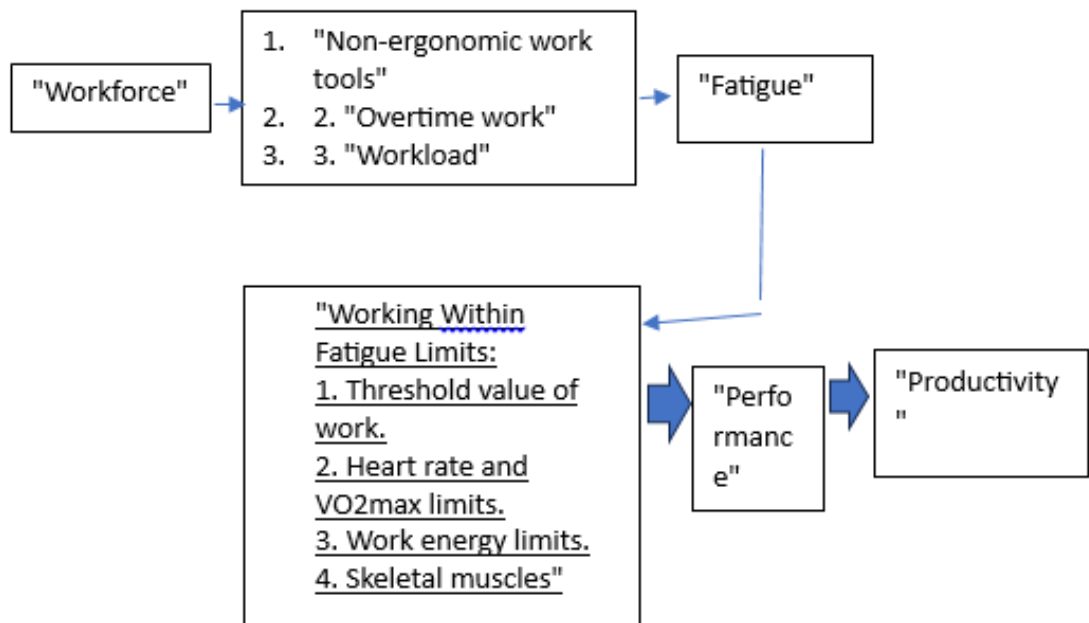 "Workforce"
1. "Non-ergonomic work
tools"
2. 2. "Overtime work"
3. 3. "Workload"
"Fatigue"
"Working Within
Fatigue Limits:
1. Threshold value of
work.
2. Heart rate and
VO2max limits.
3. Work energy limits.
4. Skeletal muscles"
"Perfo
rmanc
e"
"Productivity
"